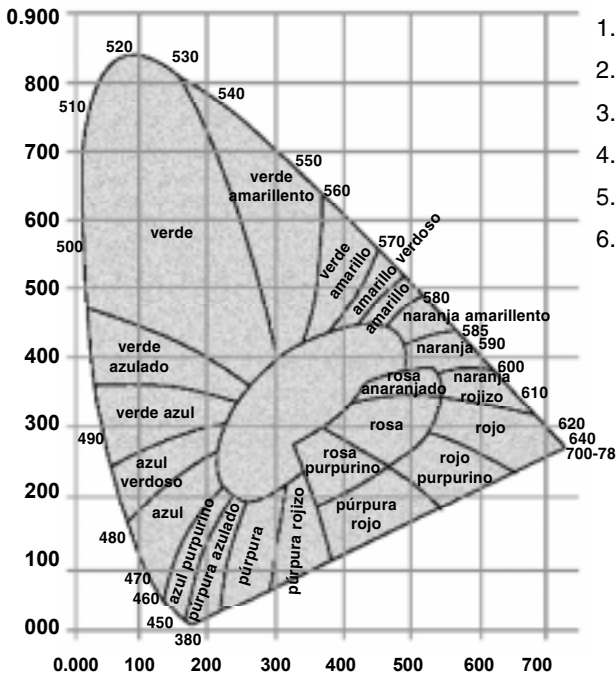 0.900
520
530
1.
800
510
540
2.
3.
700
550
verde
amarillento
560
4.
5.
600
verde
verde
amarillo
570
amarillo verdoso
amarillo
6.
500
500
580
naranja amarillento
585
590
naranja
400
verde
azulado
600
rosa
anaranjado
naranja
rojizo
610
verde azul
300
490
rosa
rojo
620
640
700-78
azul
verdoso
rosa
purpurino
rojo
purpurino
200
azul
480
azul purpurino
púrpura azulado
púrpura
púrpura rojizo
púrpura
rojo
100
470
460
450
000
380
0.000
100
200
300
400
500
600
700